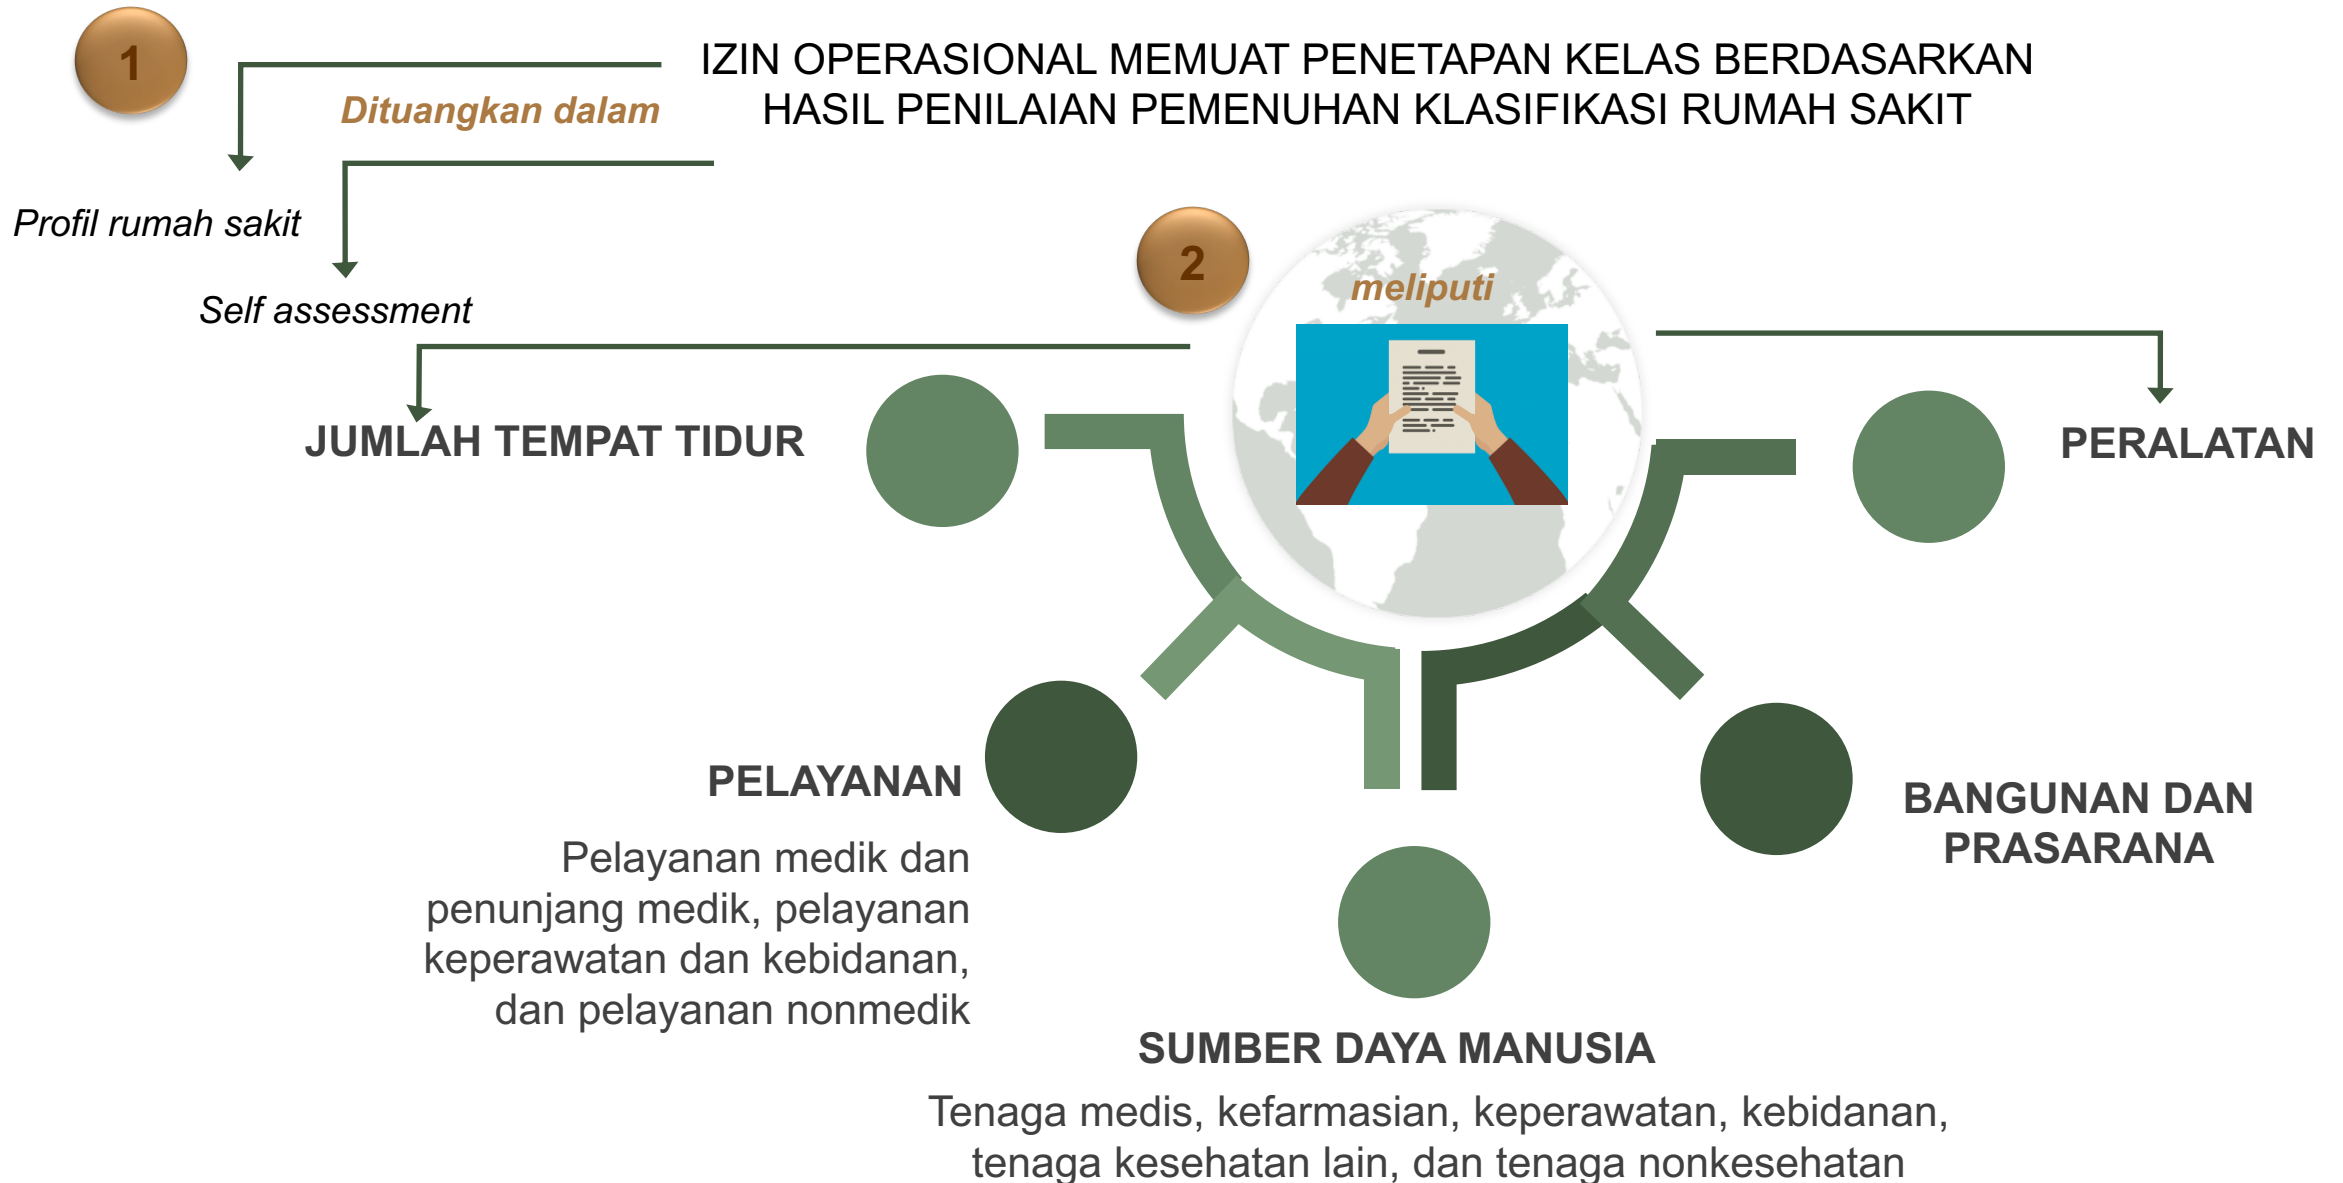 1
IZIN OPERASIONAL MEMUAT PENETAPAN KELAS BERDASARKAN
HASIL PENILAIAN PEMENUHAN KLASIFIKASI RUMAH SAKIT
Dituangkan dalam
Profil rumah sakit
Self assessment
2
meliputi
JUMLAH TEMPAT TIDUR
PERALATAN
PELAYANAN
Pelayanan medik dan
penunjang medik, pelayanan
keperawatan dan kebidanan,
dan pelayanan nonmedik
BANGUNAN DAN
PRASARANA
SUMBER DAYA MANUSIA
Tenaga medis, kefarmasian, keperawatan, kebidanan,
tenaga kesehatan lain, dan tenaga nonkesehatan